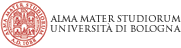 ALMA MATER STUDIORUM
UNIVERSITÀ DI BOLOGNA